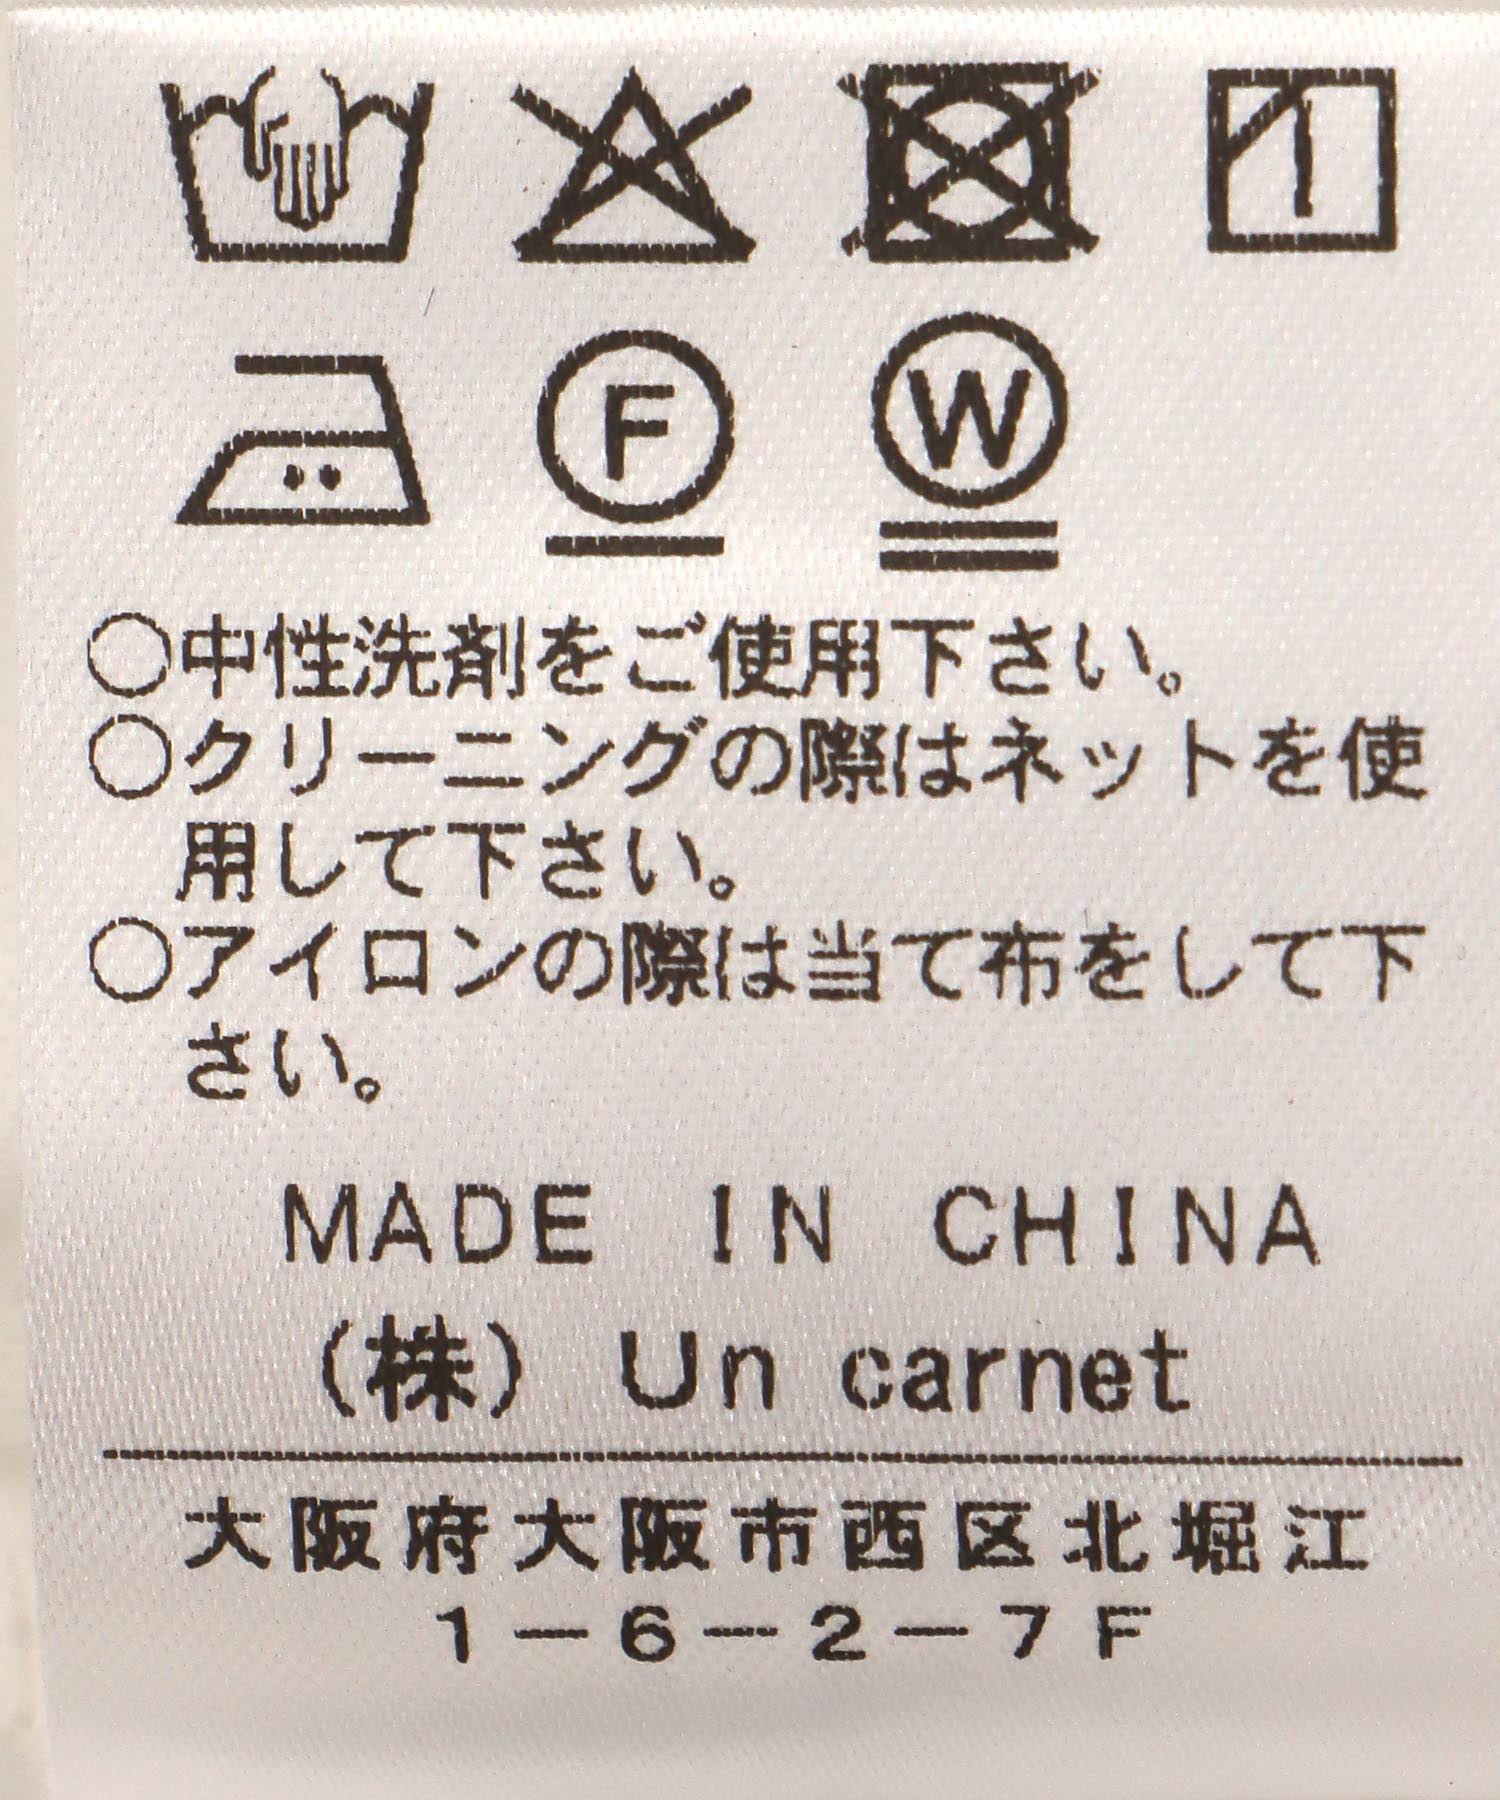 F W
○中性洗剤をご使用下さい。
○クリーニングの際はネットを使
用して下さい。
○アイロンの際は当て布をして下
さい。
MADE IN CHINA
(株) Un carnet
大阪府大阪市西区北堀江
1－6－2－7F